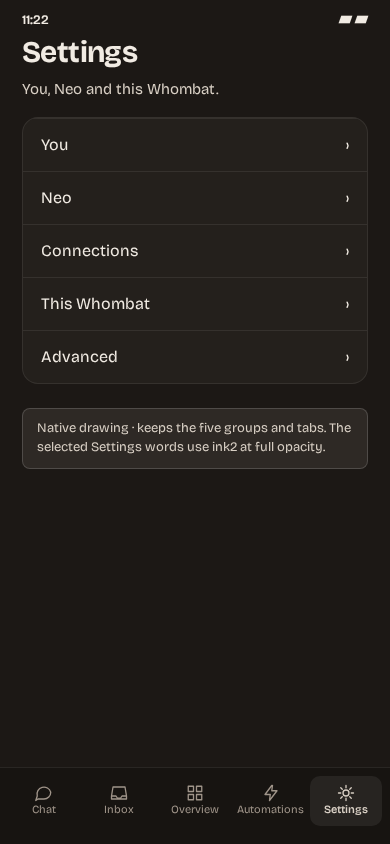 11:22
Settings
You, Neo and this Whombat.
You
Neo
Connections
This Whombat
Advanced
Native drawing · keeps the five groups and tabs. The
selected Settings words use ink2 at full opacity.
Chat
Inbox
Overview
Automations
Settings